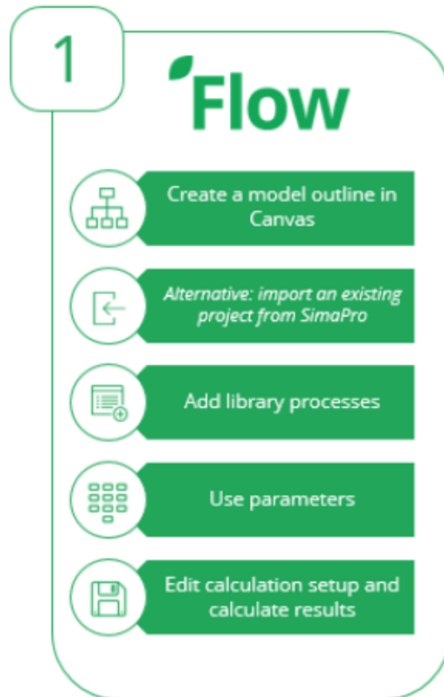 1
Flow
Create a model outline in
Canvas
Alternative: import an existing
project from SimaPro
Add library processes
Use parameters
Edit calculation setup and
calculate results